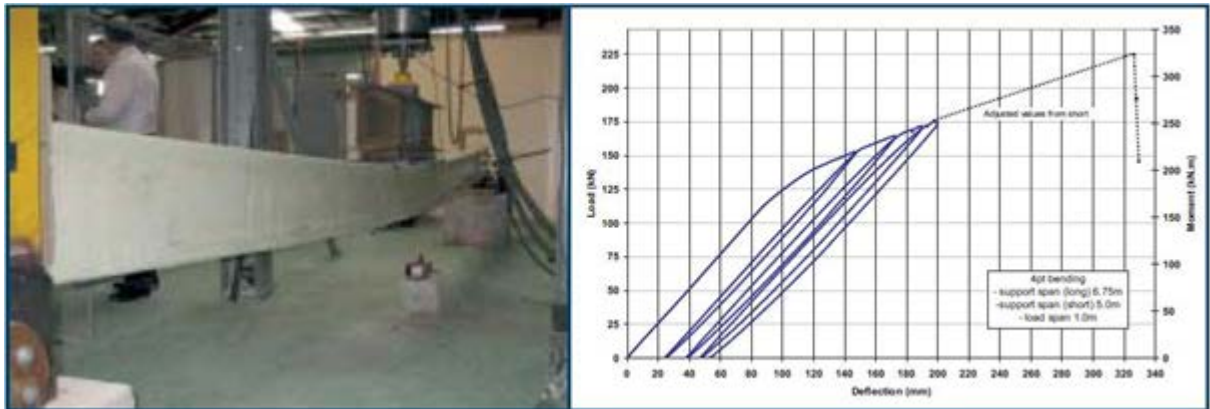 225
200
175
150
125
100
75
50
25
0
Load (kN)
0 20 40 60 80 100 120 140 160 180 200 220 240 260 280 300 320 340
Deflection (mm)
350
300
250
200
150
100
50
0
Moment (kN.m)
Adjusted values from short
4pt bending
- support span (long) 6.75m
-support span (short) 5.0m
- load span 1.0m